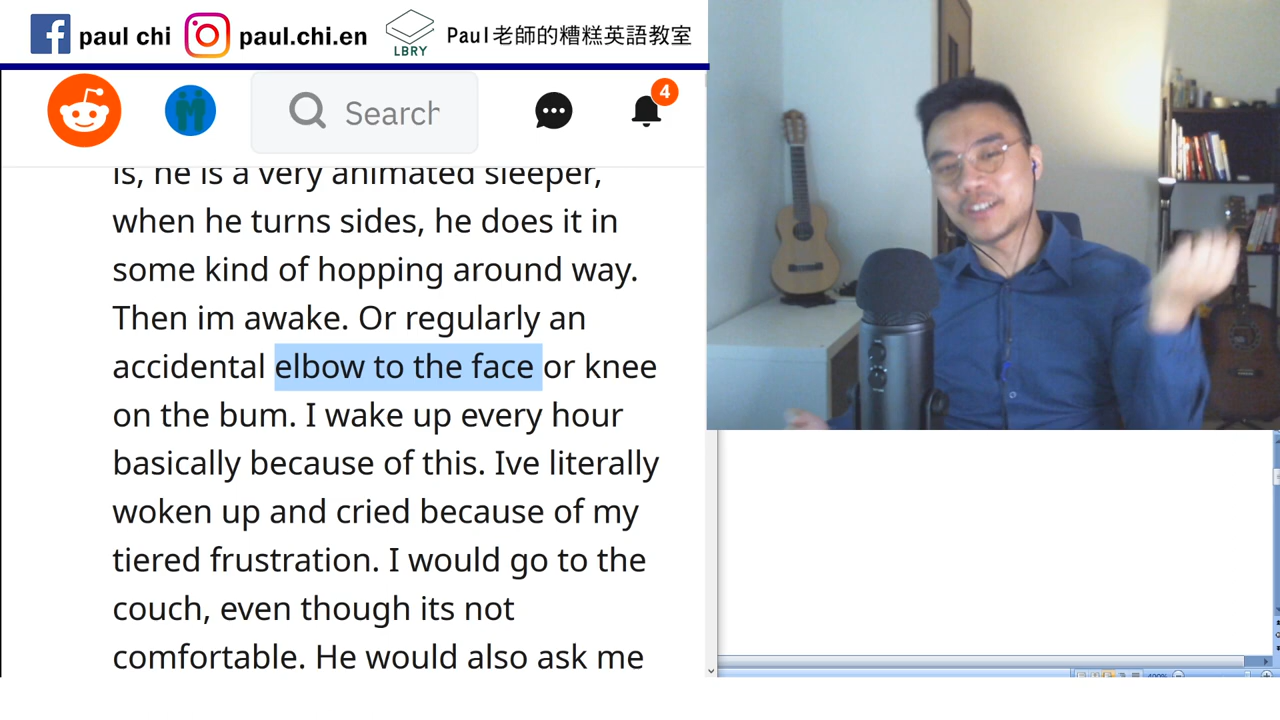 paul chi paul.chi.en LBRY Paul老師的糟糕英語教室
Search 4
is, he is a very animated sleeper,
when he turns sides, he does it in
some kind of hopping around way.
Then im awake. Or regularly an
accidental elbow to the face or knee
on the bum. I wake up every hour
basically because of this. Ive literally
woken up and cried because of my
tiered frustration. I would go to the
couch, even though its not
comfortable. He would also ask me